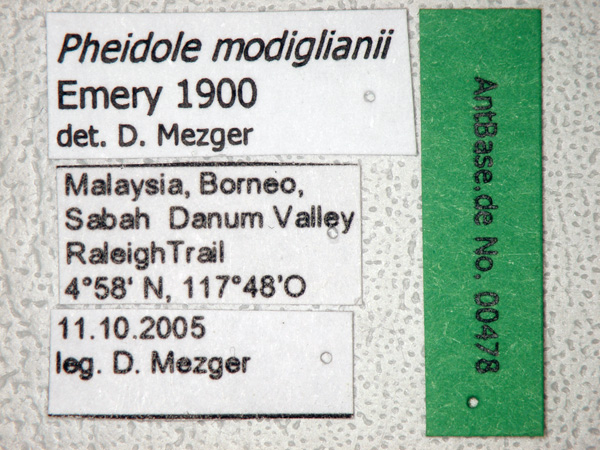 Pheidole modiglianii
Emery 1900
det. D. Mezger
Malaysia, Borneo,
Sabah Danum Valley
RaleighTrail
4°58' N, 117°48'O
11.10.2005
leg. D. Mezger
AntBase.de No. 00478